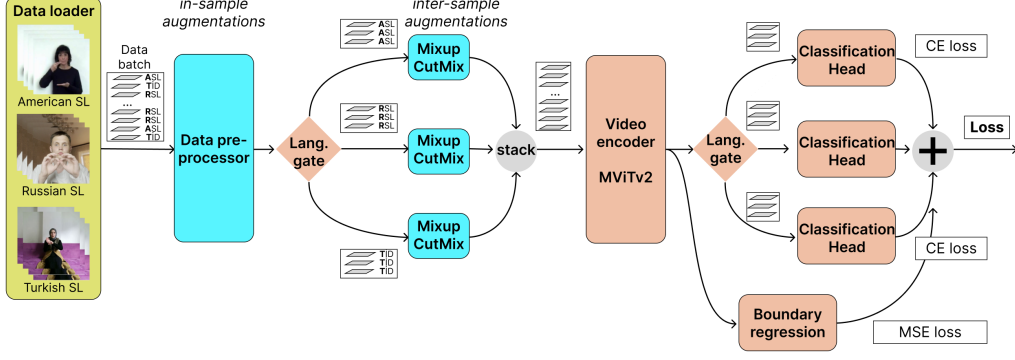 Data loader
American SL
Russian SL
Turkish SL
Data
batch
ASL
TID
RSL
...
RSL
RSL
ASL
TID
in-sample
augmentations
Data pre-
processor
Lang.
gate
ASL
ASL
ASL
RSL
RSL
RSL
TID
TID
TID
inter-sample
augmentations
Mixup
CutMix
Mixup
CutMix
Mixup
CutMix
stack
...
Video
encoder
MViTv2
Lang.
gate
Classification
Head
Classification
Head
Classification
Head
Boundary
regression
CE loss
+
Loss
CE loss
MSE loss